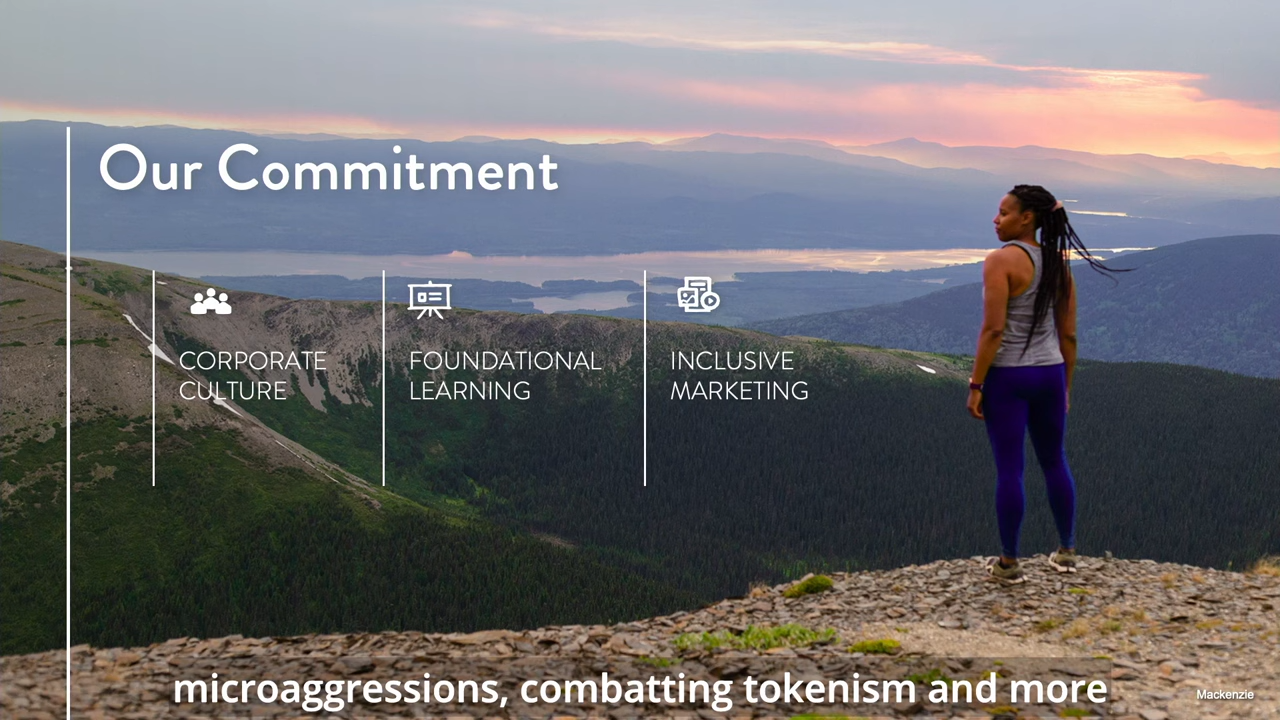 Our Commitment
CORPORATE
CULTURE
FOUNDATIONAL
LEARNING
INCLUSIVE
MARKETING
microaggressions, combatting tokenism and more
Mackenzie